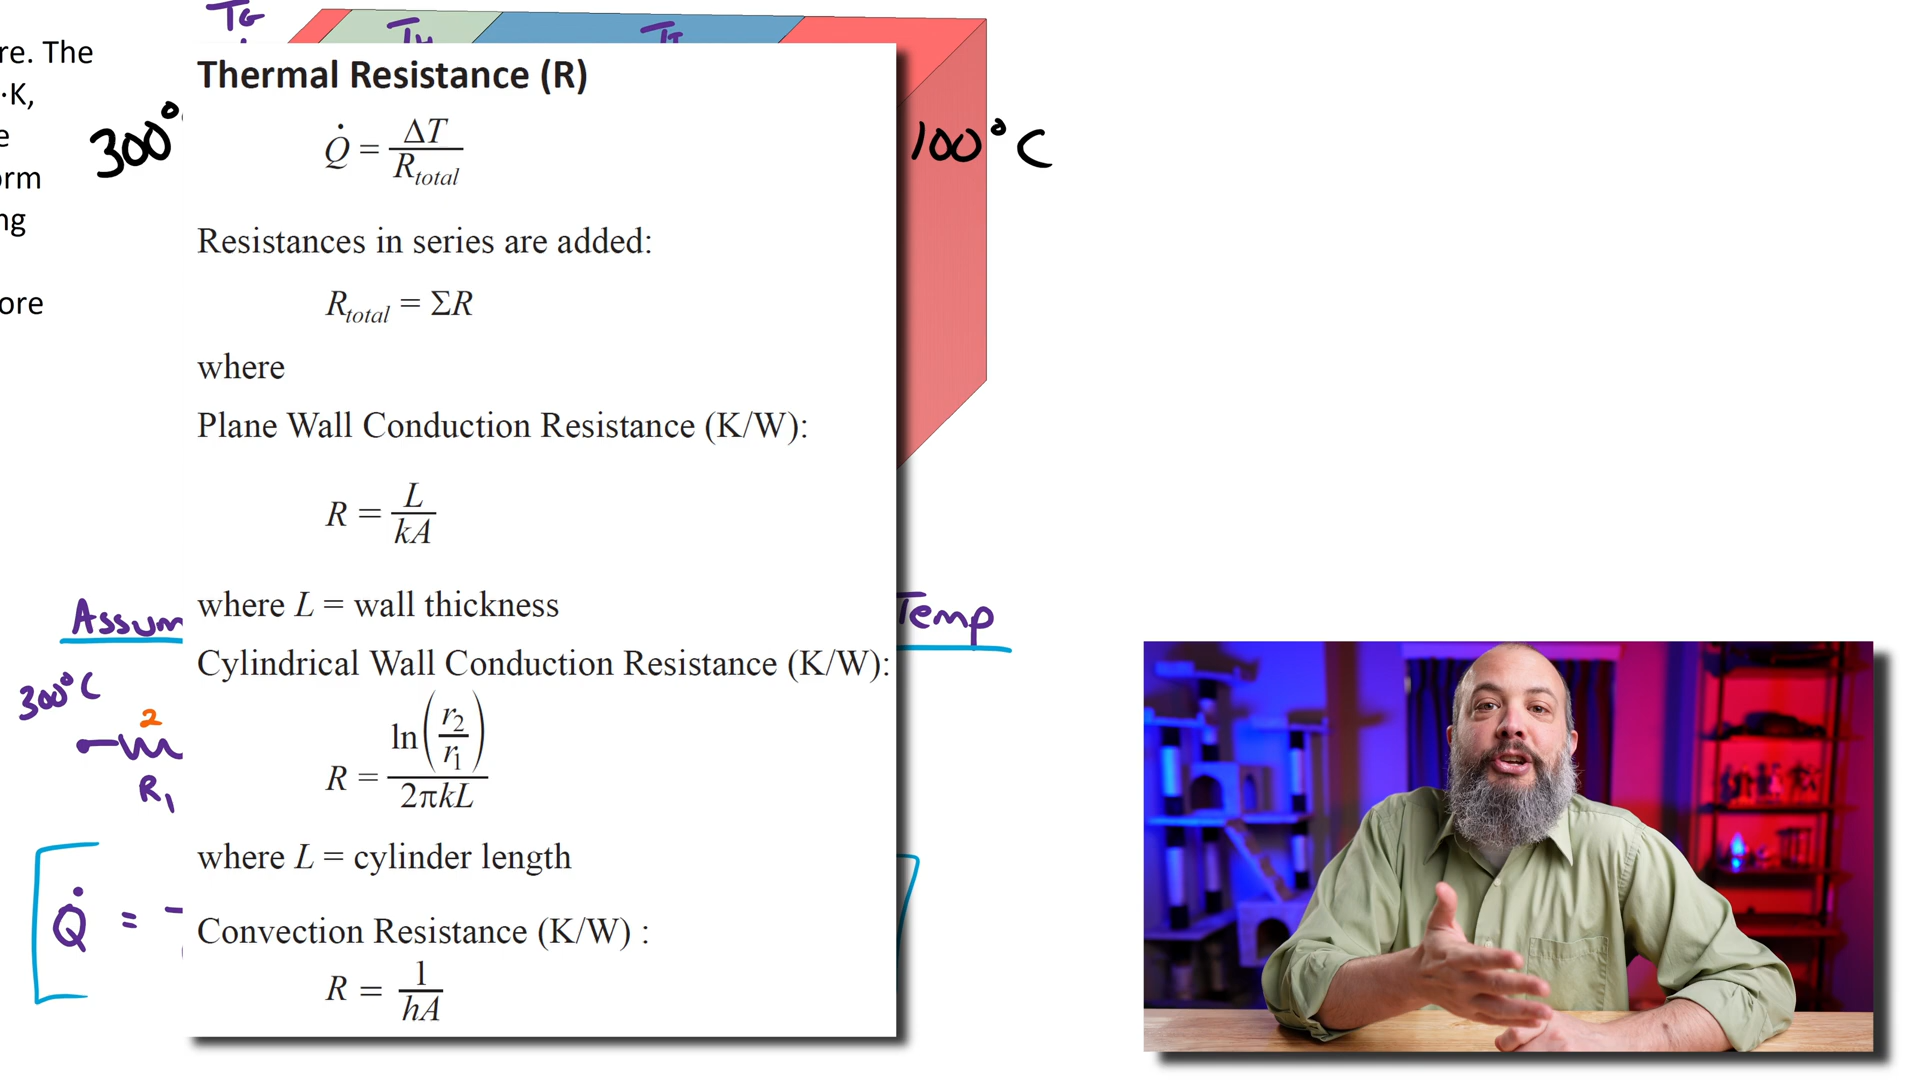 re. The
·K,
e
orm
ng
ore
300°
100°C
Thermal Resistance (R)
Q̇ = ΔT / R_total
Resistances in series are added:
R_total = ΣR
where
Plane Wall Conduction Resistance (K/W):
R = L / kA
where L = wall thickness
Cylindrical Wall Conduction Resistance (K/W):
R = ln(r₂ / r₁) / 2πkL
where L = cylinder length
Convection Resistance (K/W) :
R = 1 / hA
Assum
Temp
300°C
2
R₁
Q̇ =